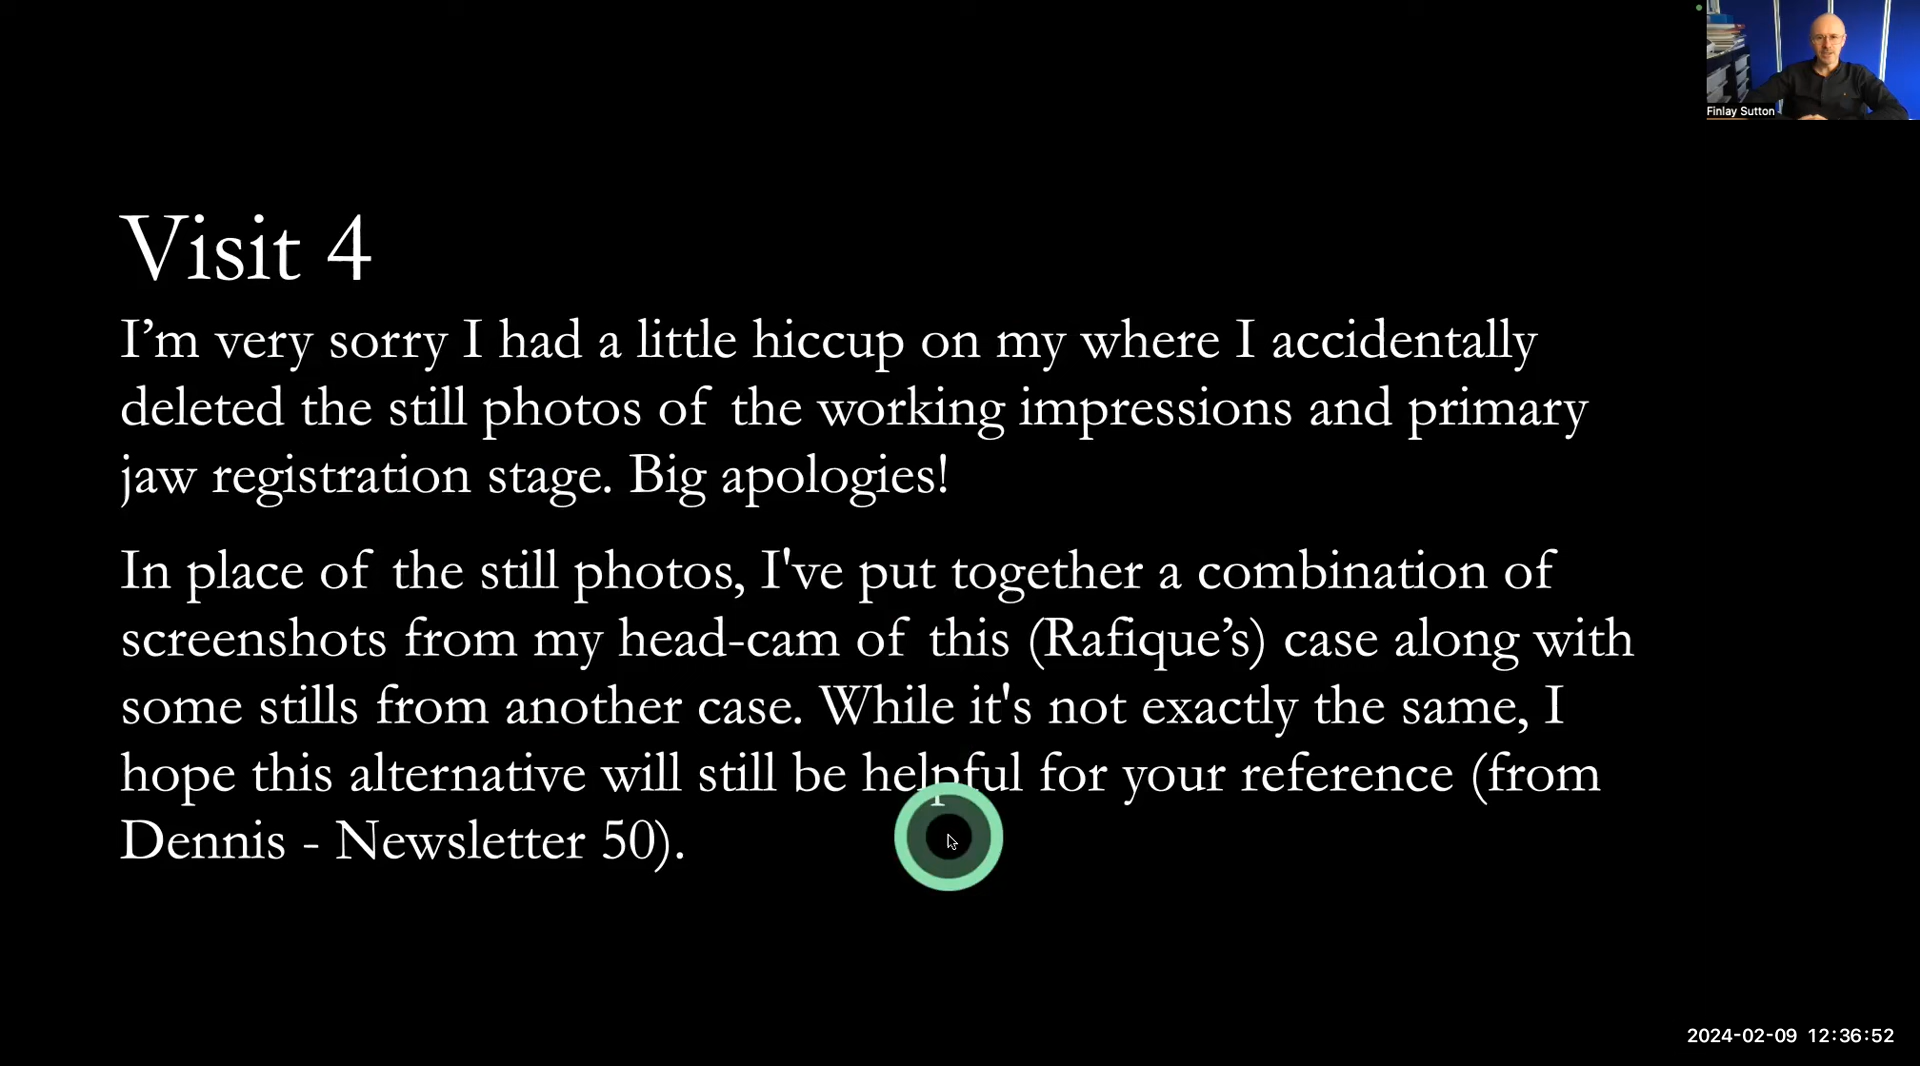 Finlay Sutton
Visit 4
I’m very sorry I had a little hiccup on my where I accidentally
deleted the still photos of the working impressions and primary
jaw registration stage. Big apologies!
In place of the still photos, I've put together a combination of
screenshots from my head-cam of this (Rafique’s) case along with
some stills from another case. While it's not exactly the same, I
hope this alternative will still be helpful for your reference (from
Dennis - Newsletter 50).
2024-02-09 12:36:52